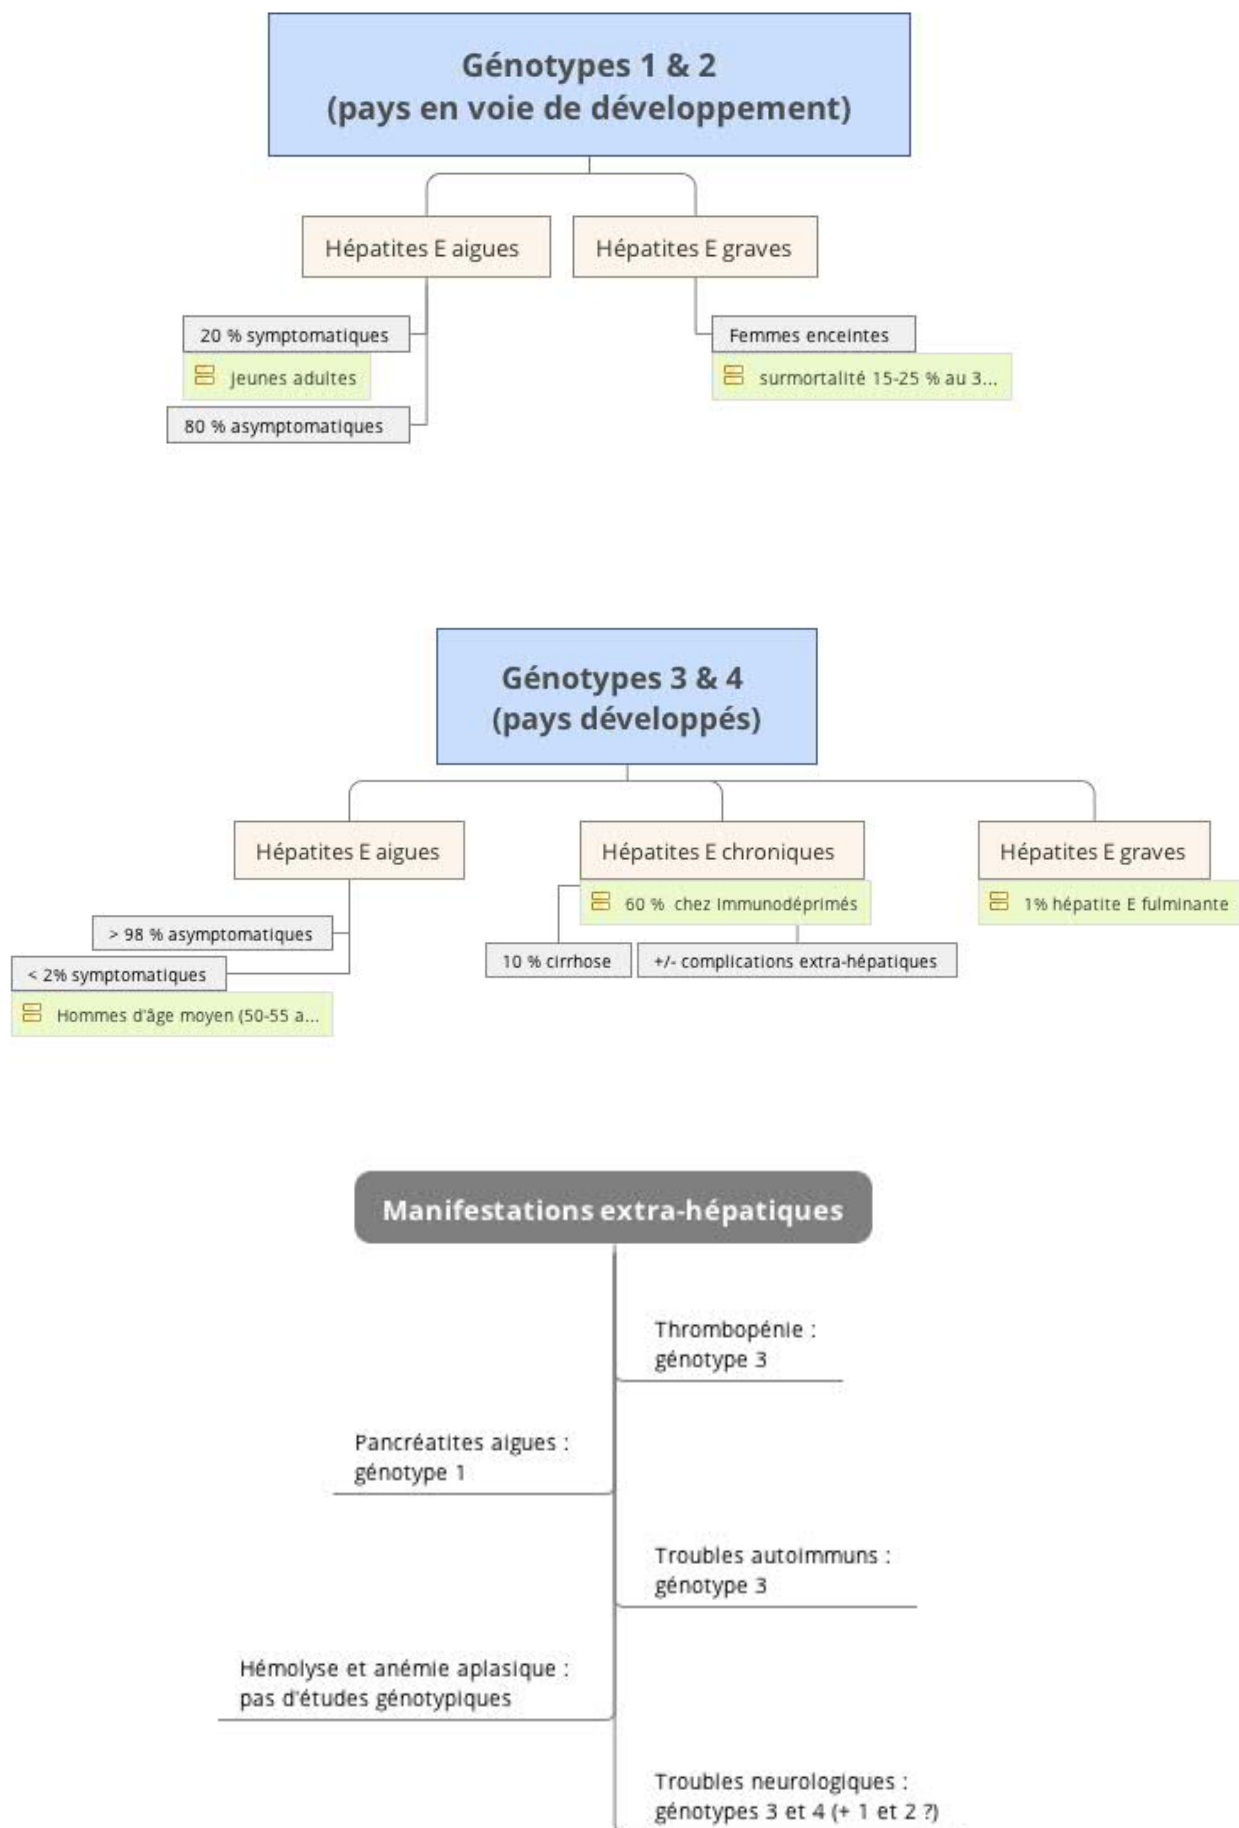 Génotypes 1 & 2
(pays en voie de développement)
Hépatites E aigues
Hépatites E graves
20 % symptomatiques
jeunes adultes
80 % asymptomatiques
Femmes enceintes
surmortalité 15-25 % au 3...
Génotypes 3 & 4
(pays développés)
Hépatites E aigues
Hépatites E chroniques
Hépatites E graves
> 98 % asymptomatiques
< 2% symptomatiques
Hommes d'âge moyen (50-55 a...
60 % chez immunodéprimés
10 % cirrhose
+/- complications extra-hépatiques
1% hépatite E fulminante
Manifestations extra-hépatiques
Thrombopénie :
génotype 3
Pancréatites aigues :
génotype 1
Troubles autoimmuns :
génotype 3
Hémolyse et anémie aplasique :
pas d'études génotypiques
Troubles neurologiques :
génotypes 3 et 4 (+ 1 et 2 ?)